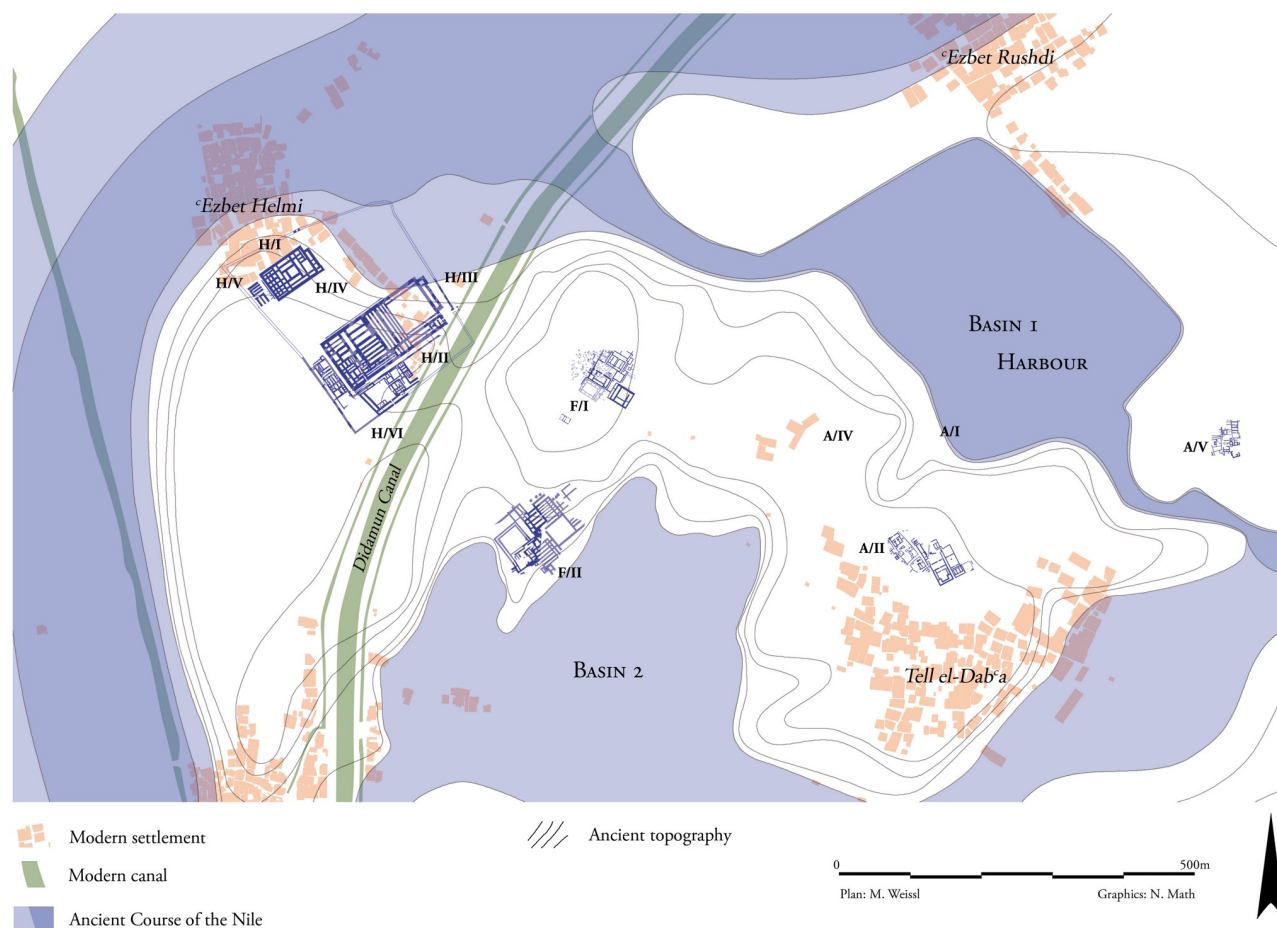 ᶜEzbet Rushdi
ᶜEzbet Helmi
H/I
H/V
H/IV
H/III
Basin 1
Harbour
H/II
F/I
H/VI
A/IV
A/I
A/V
Didamun Canal
F/II
A/II
Basin 2
Tell el-Dabᶜa
Modern settlement
Ancient topography
Modern canal
0 500m
Plan: M. Weissl Graphics: N. Math
Ancient Course of the Nile